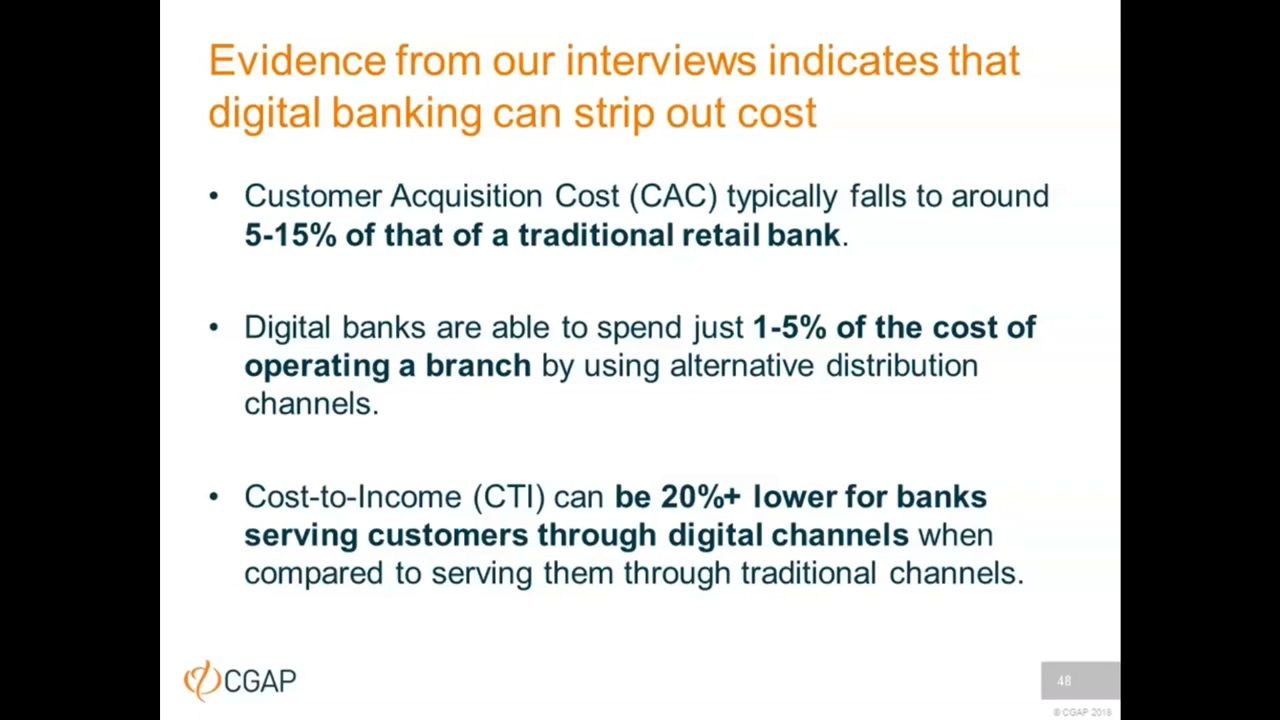 Evidence from our interviews indicates that
digital banking can strip out cost
• Customer Acquisition Cost (CAC) typically falls to around
5-15% of that of a traditional retail bank.
• Digital banks are able to spend just 1-5% of the cost of
operating a branch by using alternative distribution
channels.
• Cost-to-Income (CTI) can be 20%+ lower for banks
serving customers through digital channels when
compared to serving them through traditional channels.
CGAP
48
© CGAP 2018